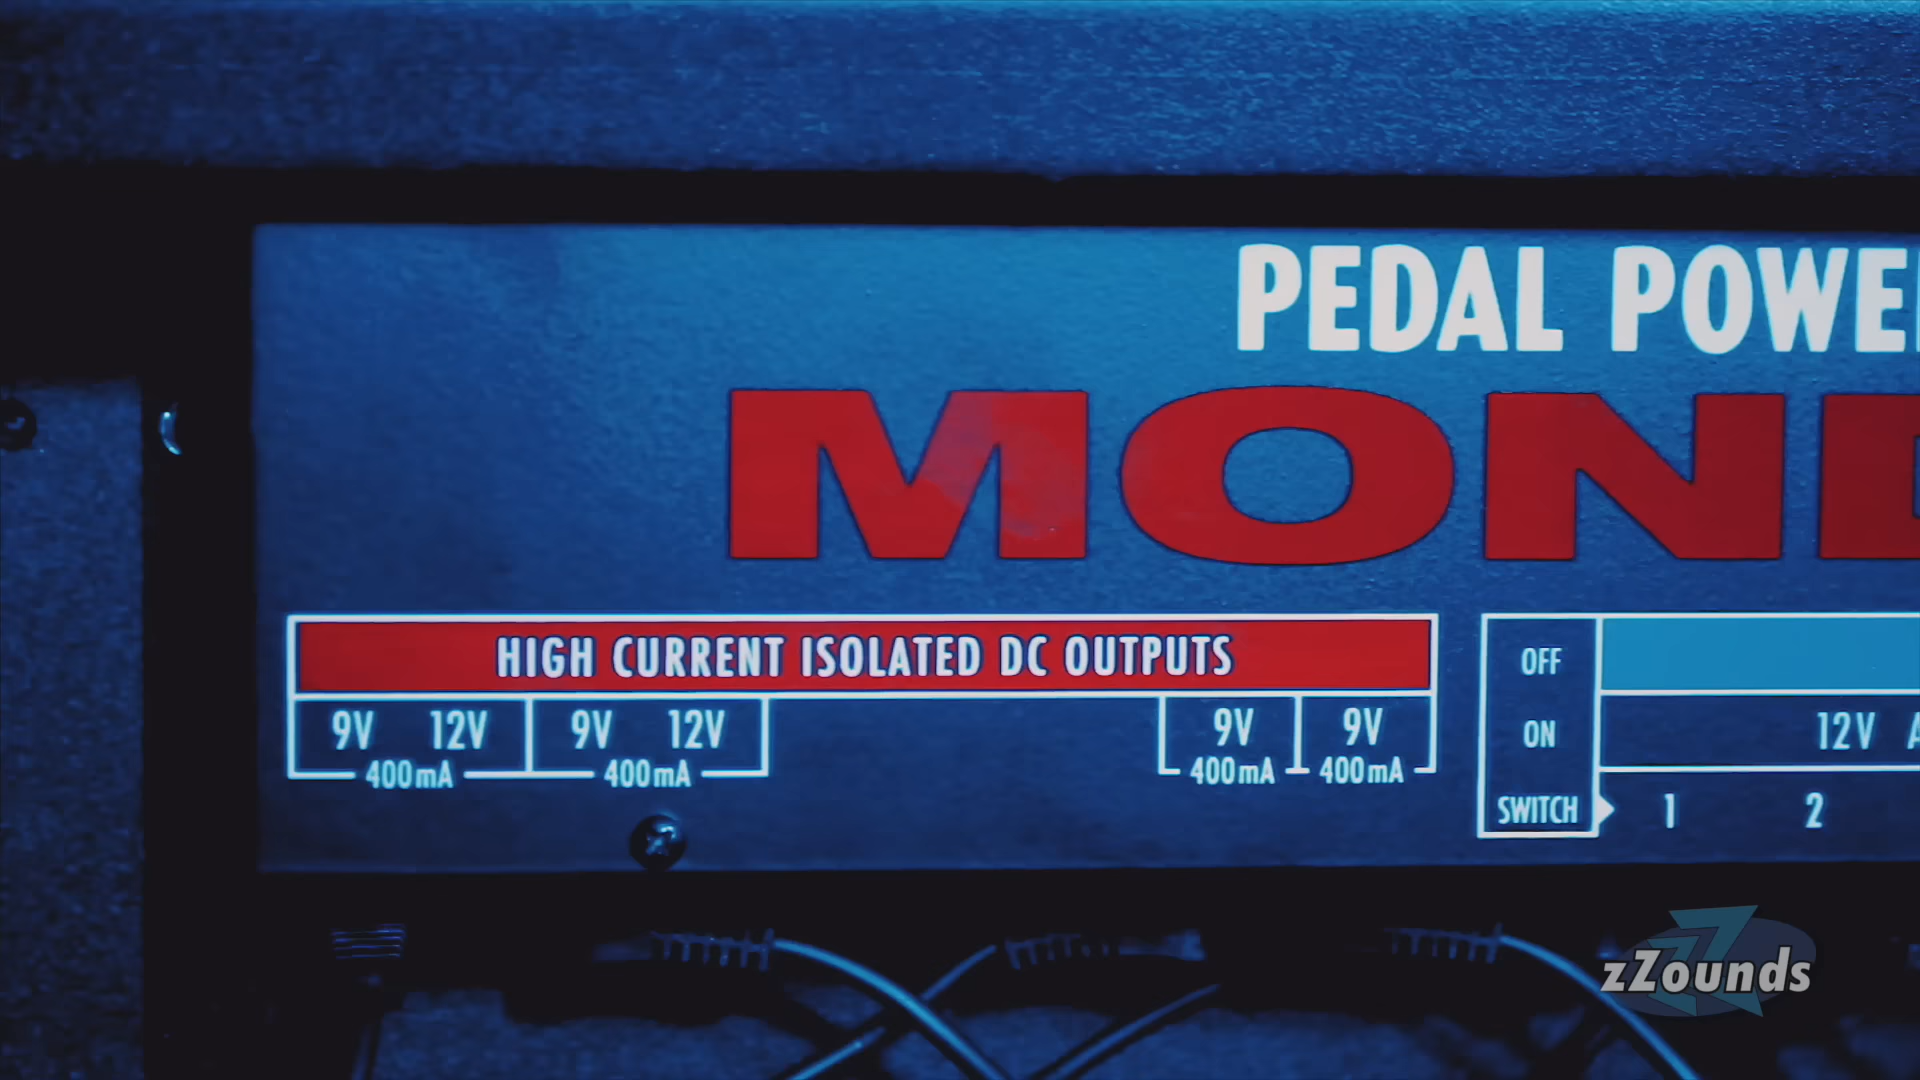 PEDAL POWE
MON
HIGH CURRENT ISOLATED DC OUTPUTS
9V 12V 9V 12V 9V 9V
400mA 400mA 400mA 400mA
OFF
ON 12V A
SWITCH 1 2
zZounds